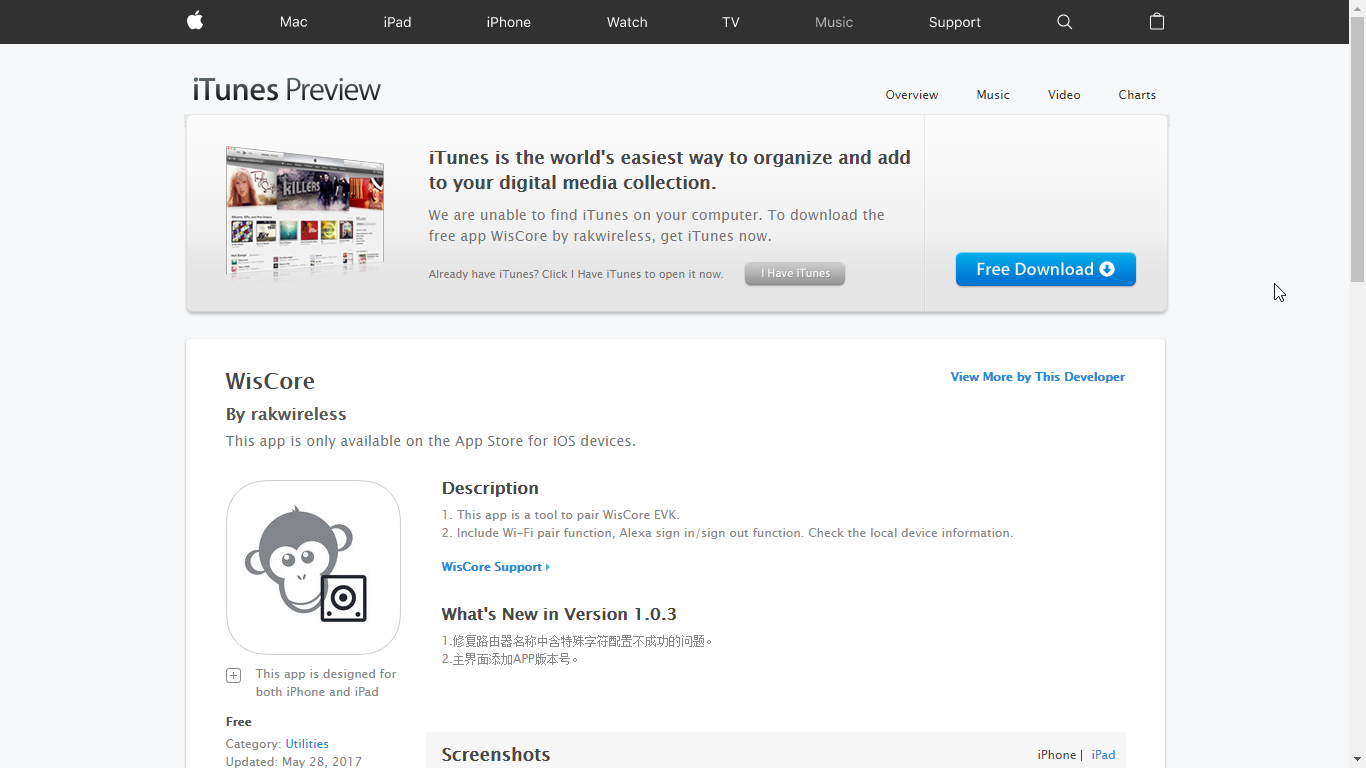 Mac iPad iPhone Watch TV Music Support
iTunes Preview
Overview Music Video Charts
iTunes is the world's easiest way to organize and add
to your digital media collection.
We are unable to find iTunes on your computer. To download the
free app WisCore by rakwireless, get iTunes now.
Already have iTunes? Click I Have iTunes to open it now.
I Have iTunes
Free Download
KILLERS
WisCore
View More by This Developer
By rakwireless
This app is only available on the App Store for iOS devices.
Description
1. This app is a tool to pair WisCore EVK.
2. Include Wi-Fi pair function, Alexa sign in/sign out function. Check the local device information.
WisCore Support
What's New in Version 1.0.3
1.修复路由器名称中含特殊字符配置不成功的问题。
2.主界面添加APP版本号。
This app is designed for
both iPhone and iPad
Free
Category: Utilities
Updated: May 28, 2017
Screenshots
iPhone | iPad